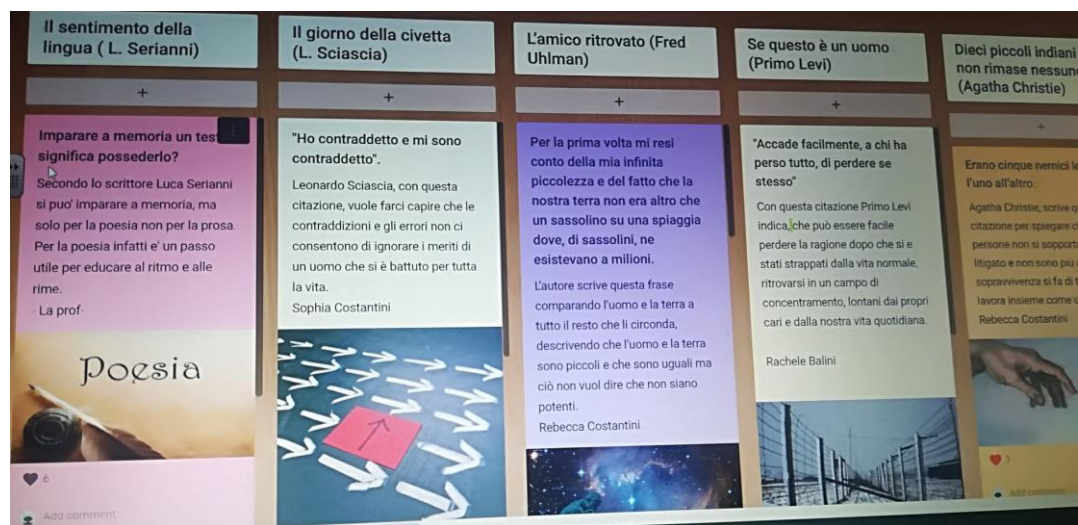 Il sentimento della
lingua ( L. Serianni)
+
Imparare a memoria un tes
significa possederlo?
Secondo lo scrittore Luca Serianni
si puo' imparare a memoria, ma
solo per la poesia non per la prosa.
Per la poesia infatti e' un passo
utile per educare al ritmo e alle
rime.
- La prof-
Poesia
6
Add comment
Il giorno della civetta
(L. Sciascia)
+
"Ho contraddetto e mi sono
contraddetto".
Leonardo Sciascia, con questa
citazione, vuole farci capire che le
contraddizioni e gli errori non ci
consentono di ignorare i meriti di
un uomo che si è battuto per tutta
la vita.
Sophia Costantini
L'amico ritrovato (Fred
Uhlman)
+
Per la prima volta mi resi
conto della mia infinita
piccolezza e del fatto che la
nostra terra non era altro che
un sassolino su una spiaggia
dove, di sassolini, ne
esistevano a milioni.
L'autore scrive questa frase
comparando l'uomo e la terra a
tutto il resto che li circonda,
descrivendo che l'uomo e la terra
sono piccoli e che sono uguali ma
ciò non vuol dire che non siano
potenti.
Rebecca Costantini
Se questo è un uomo
(Primo Levi)
+
"Accade facilmente, a chi ha
perso tutto, di perdere se
stesso"
Con questa citazione Primo Levi
indica, che può essere facile
perdere la ragione dopo che si e
stati strappati dalla vita normale,
ritrovarsi in un campo di
concentramento, lontani dai propri
cari e dalla nostra vita quotidiana.
Rachele Balini
Dieci piccoli indiani
non rimase nessun
(Agatha Christie)
+
Erano cinque nemici
l'uno all'altro.
Agatha Christie, scrive
citazione per spiegare
persone non si sopport
litigato e non sono più
sopravvivenza si fa di
lavora insieme come
Rebecca Costantini
3
Add comment